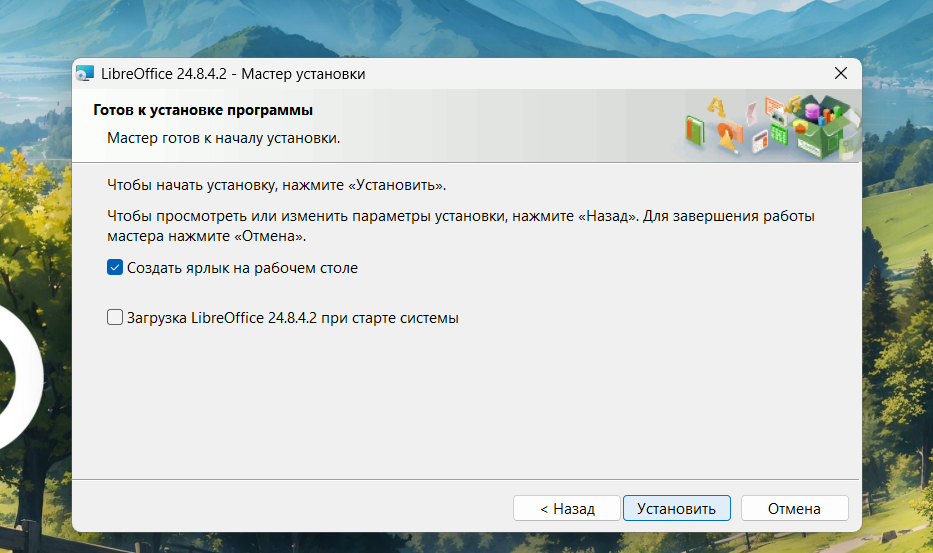 LibreOffice 24.8.4.2 - Мастер установки
Готов к установке программы
Мастер готов к началу установки.
Чтобы начать установку, нажмите «Установить».
Чтобы просмотреть или изменить параметры установки, нажмите «Назад». Для завершения работы
мастера нажмите «Отмена».
Создать ярлык на рабочем столе
Загрузка LibreOffice 24.8.4.2 при старте системы
< Назад
Установить
Отмена